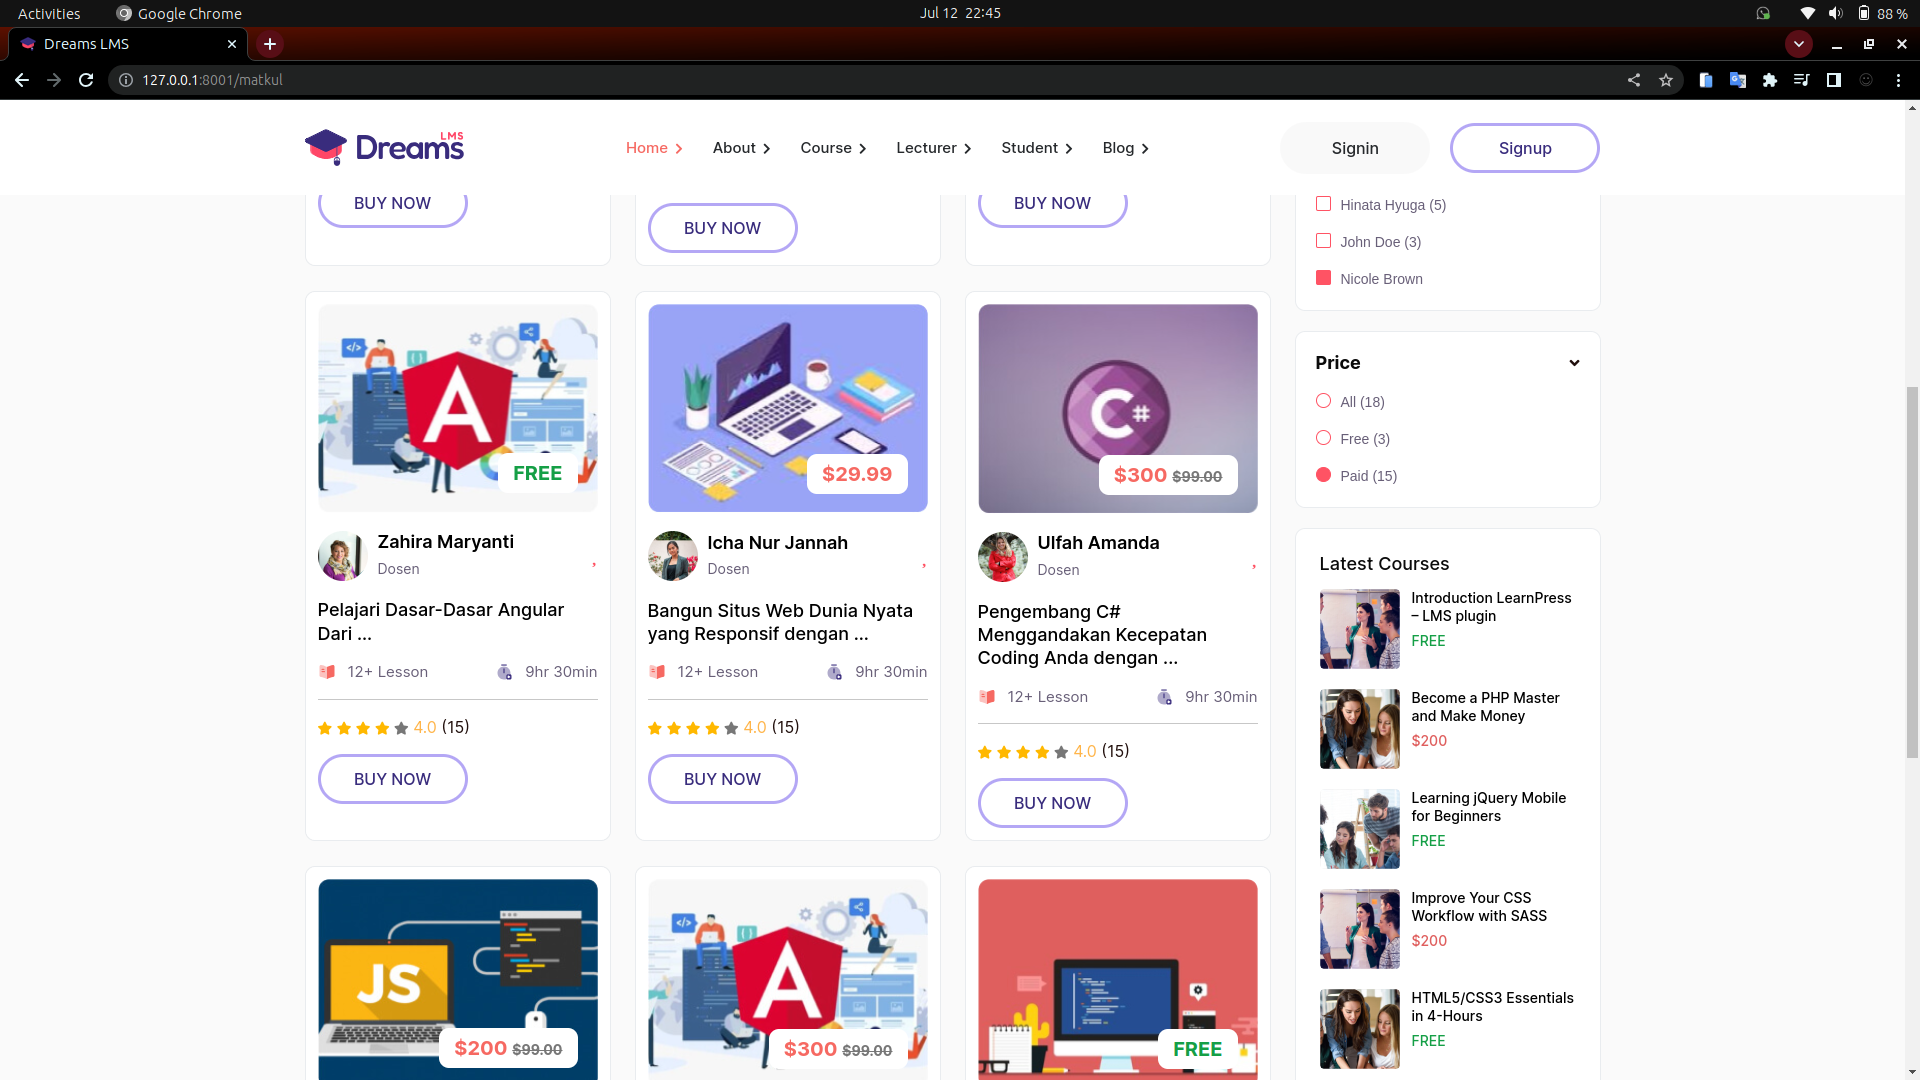 Activities
Google Chrome
Jul 12 22:45
88 %
Dreams LMS
127.0.0.1:8001/matkul
Dreams LMS
Home
About
Course
Lecturer
Student
Blog
Signin
Signup
BUY NOW
BUY NOW
BUY NOW
Hinata Hyuga (5)
John Doe (3)
Nicole Brown
FREE
Zahira Maryanti
Dosen
Pelajari Dasar-Dasar Angular
Dari ...
12+ Lesson
9hr 30min
4.0 (15)
BUY NOW
$29.99
Icha Nur Jannah
Dosen
Bangun Situs Web Dunia Nyata
yang Responsif dengan ...
12+ Lesson
9hr 30min
4.0 (15)
BUY NOW
C#
$300 $99.00
Ulfah Amanda
Dosen
Pengembang C#
Menggandakan Kecepatan
Coding Anda dengan ...
12+ Lesson
9hr 30min
4.0 (15)
BUY NOW
Price
All (18)
Free (3)
Paid (15)
Latest Courses
Introduction LearnPress
– LMS plugin
FREE
Become a PHP Master
and Make Money
$200
Learning jQuery Mobile
for Beginners
FREE
Improve Your CSS
Workflow with SASS
$200
HTML5/CSS3 Essentials
in 4-Hours
FREE
JS
$200 $99.00
A
$300 $99.00
FREE